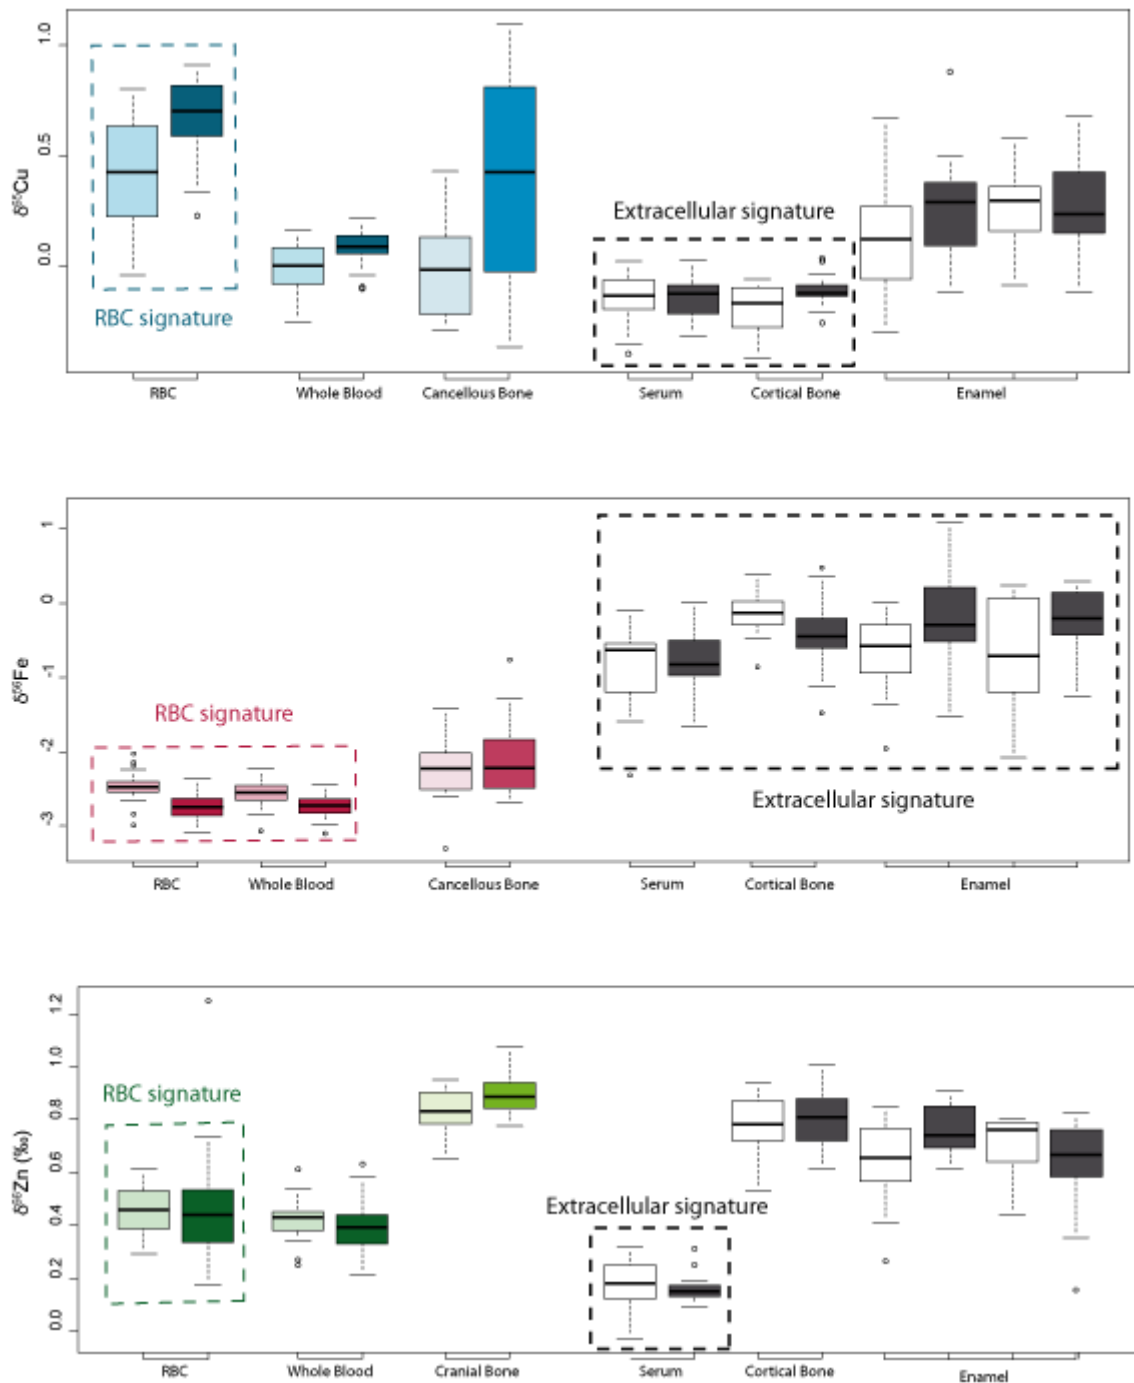 δ⁶⁵Cu
1.0
0.5
0.0
RBC signature
Extracellular signature
RBC
Whole Blood
Cancellous Bone
Serum
Cortical Bone
Enamel
δ⁵⁶Fe
1
0
-1
-2
-3
RBC signature
Extracellular signature
RBC
Whole Blood
Cancellous Bone
Serum
Cortical Bone
Enamel
δ⁶⁶Zn (‰)
1.2
1.0
0.8
0.6
0.4
0.2
0.0
RBC signature
Extracellular signature
RBC
Whole Blood
Cranial Bone
Serum
Cortical Bone
Enamel